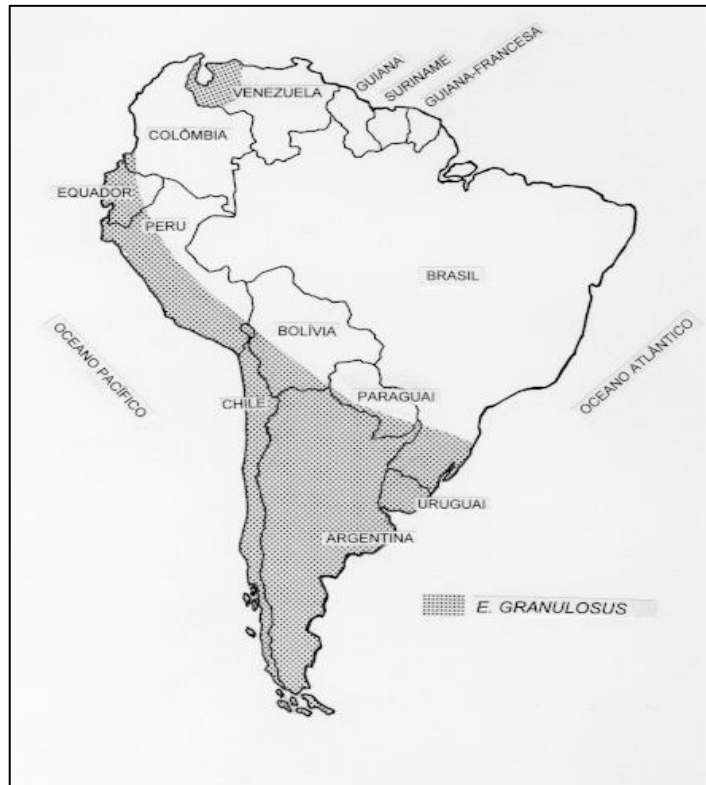 GUIANA
SURINAME
GUIANA-FRANCESA
VENEZUELA
COLÔMBIA
EQUADOR
PERU
BRASIL
BOLÍVIA
OCEANO PACÍFICO
OCEANO ATLÂNTICO
PARAGUAI
CHILE
URUGUAI
ARGENTINA
E. GRANULOSUS